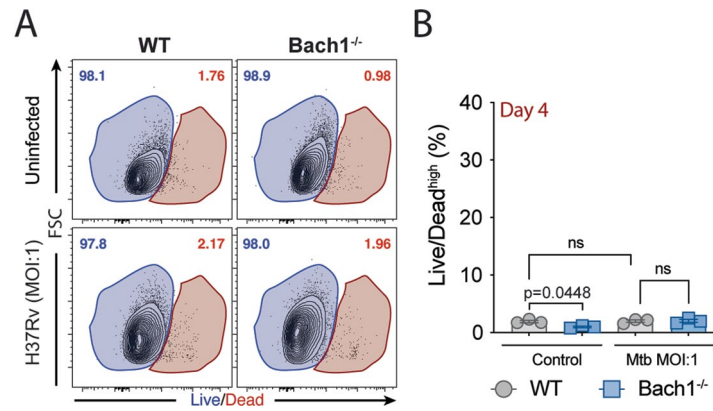 A
WT
Bach1-/-
Uninfected
98.1
1.76
98.9
0.98
FSC
H37Rv (MOI:1)
97.8
2.17
98.0
1.96
Live/Dead
B
Day 4
Live/Deadhigh (%)
40
30
20
10
0
ns
ns
p=0.0448
Control
Mtb MOI:1
WT
Bach1-/-